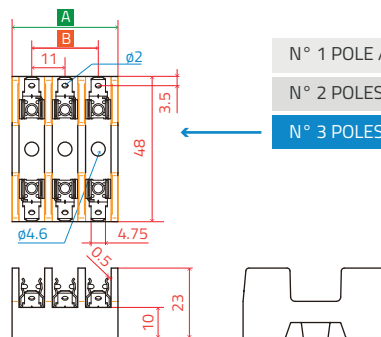 A
B
11
ø2
3.5
48
ø4.6
4.75
0.5
23
10
N° 1 POLE
N° 2 POLES
N° 3 POLES